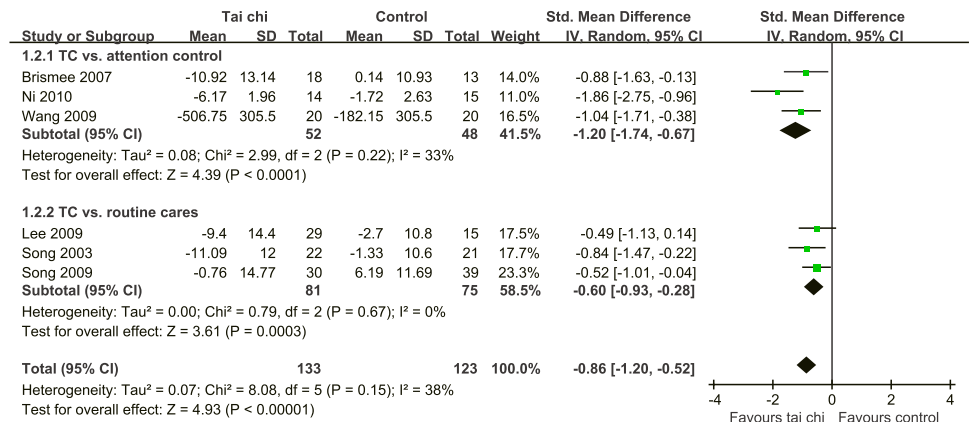 Tai chi Control Std. Mean Difference Std. Mean Difference
Study or Subgroup Mean SD Total Mean SD Total Weight IV. Random. 95% CI IV. Random. 95% CI
1.2.1 TC vs. attention control
Brismee 2007 -10.92 13.14 18 0.14 10.93 13 14.0% -0.88 [-1.63, -0.13]
Ni 2010 -6.17 1.96 14 -1.72 2.63 15 11.0% -1.86 [-2.75, -0.96]
Wang 2009 -506.75 305.5 20 -182.15 305.5 20 16.5% -1.04 [-1.71, -0.38]
Subtotal (95% CI) 52 48 41.5% -1.20 [-1.74, -0.67]
Heterogeneity: Tau² = 0.08; Chi² = 2.99, df = 2 (P = 0.22); I² = 33%
Test for overall effect: Z = 4.39 (P < 0.0001)
1.2.2 TC vs. routine cares
Lee 2009 -9.4 14.4 29 -2.7 10.8 15 17.5% -0.49 [-1.13, 0.14]
Song 2003 -11.09 12 22 -1.33 10.6 21 17.7% -0.84 [-1.47, -0.22]
Song 2009 -0.76 14.77 30 6.19 11.69 39 23.3% -0.52 [-1.01, -0.04]
Subtotal (95% CI) 81 75 58.5% -0.60 [-0.93, -0.28]
Heterogeneity: Tau² = 0.00; Chi² = 0.79, df = 2 (P = 0.67); I² = 0%
Test for overall effect: Z = 3.61 (P = 0.0003)
Total (95% CI) 133 123 100.0% -0.86 [-1.20, -0.52]
Heterogeneity: Tau² = 0.07; Chi² = 8.08, df = 5 (P = 0.15); I² = 38%
Test for overall effect: Z = 4.93 (P < 0.00001)
-4 -2 0 2 4
Favours tai chi Favours control